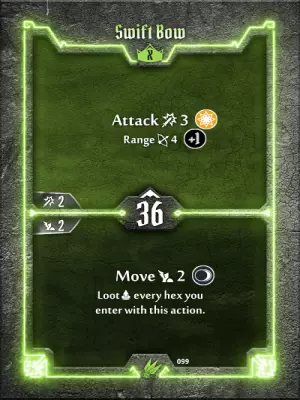 Swift Bow
X
Attack 3
Range 4 +1
2
36
2
Move 2
Loot every hex you
enter with this action.
099